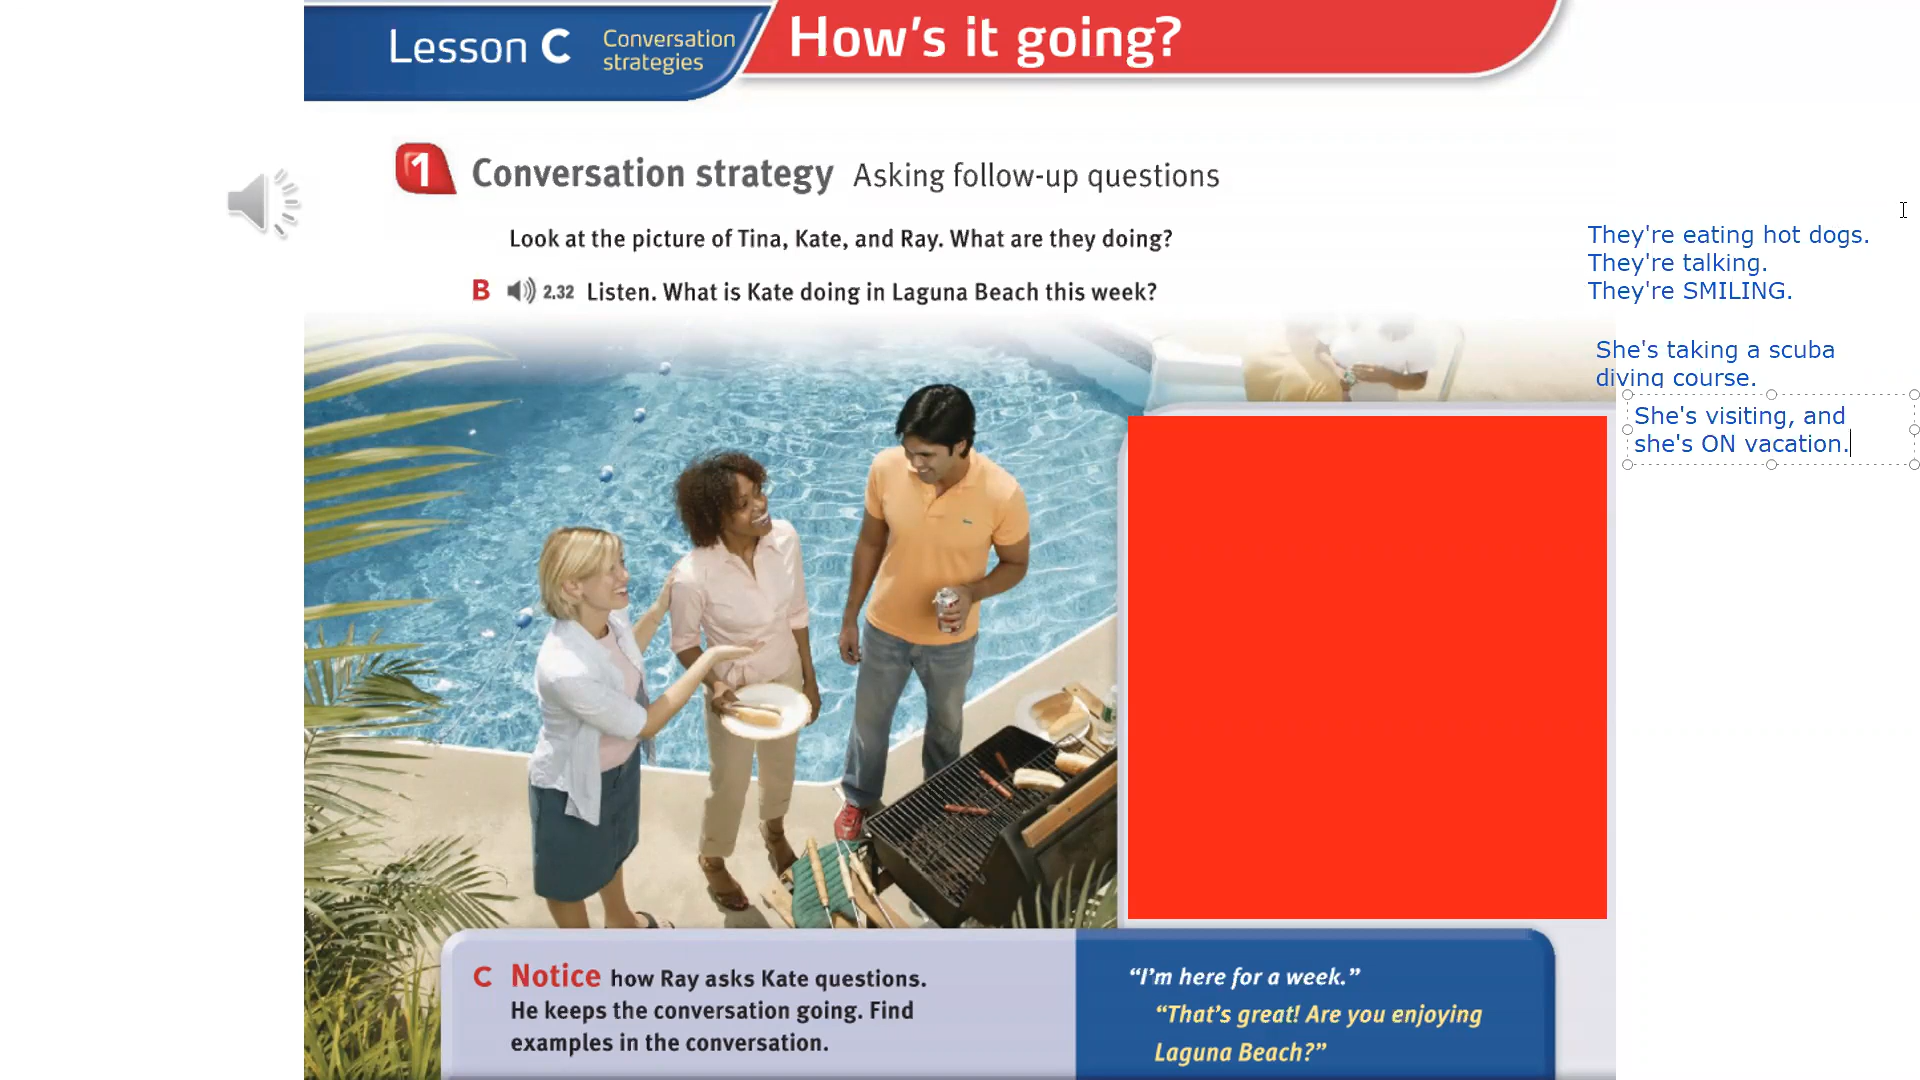 Lesson C
Conversation
strategies
How's it going?
1 Conversation strategy Asking follow-up questions
Look at the picture of Tina, Kate, and Ray. What are they doing?
B 2.32 Listen. What is Kate doing in Laguna Beach this week?
They're eating hot dogs.
They're talking.
They're SMILING.
She's taking a scuba
diving course.
She's visiting, and
she's ON vacation.
C Notice how Ray asks Kate questions.
He keeps the conversation going. Find
examples in the conversation.
“I'm here for a week.”
“That's great! Are you enjoying
Laguna Beach?”